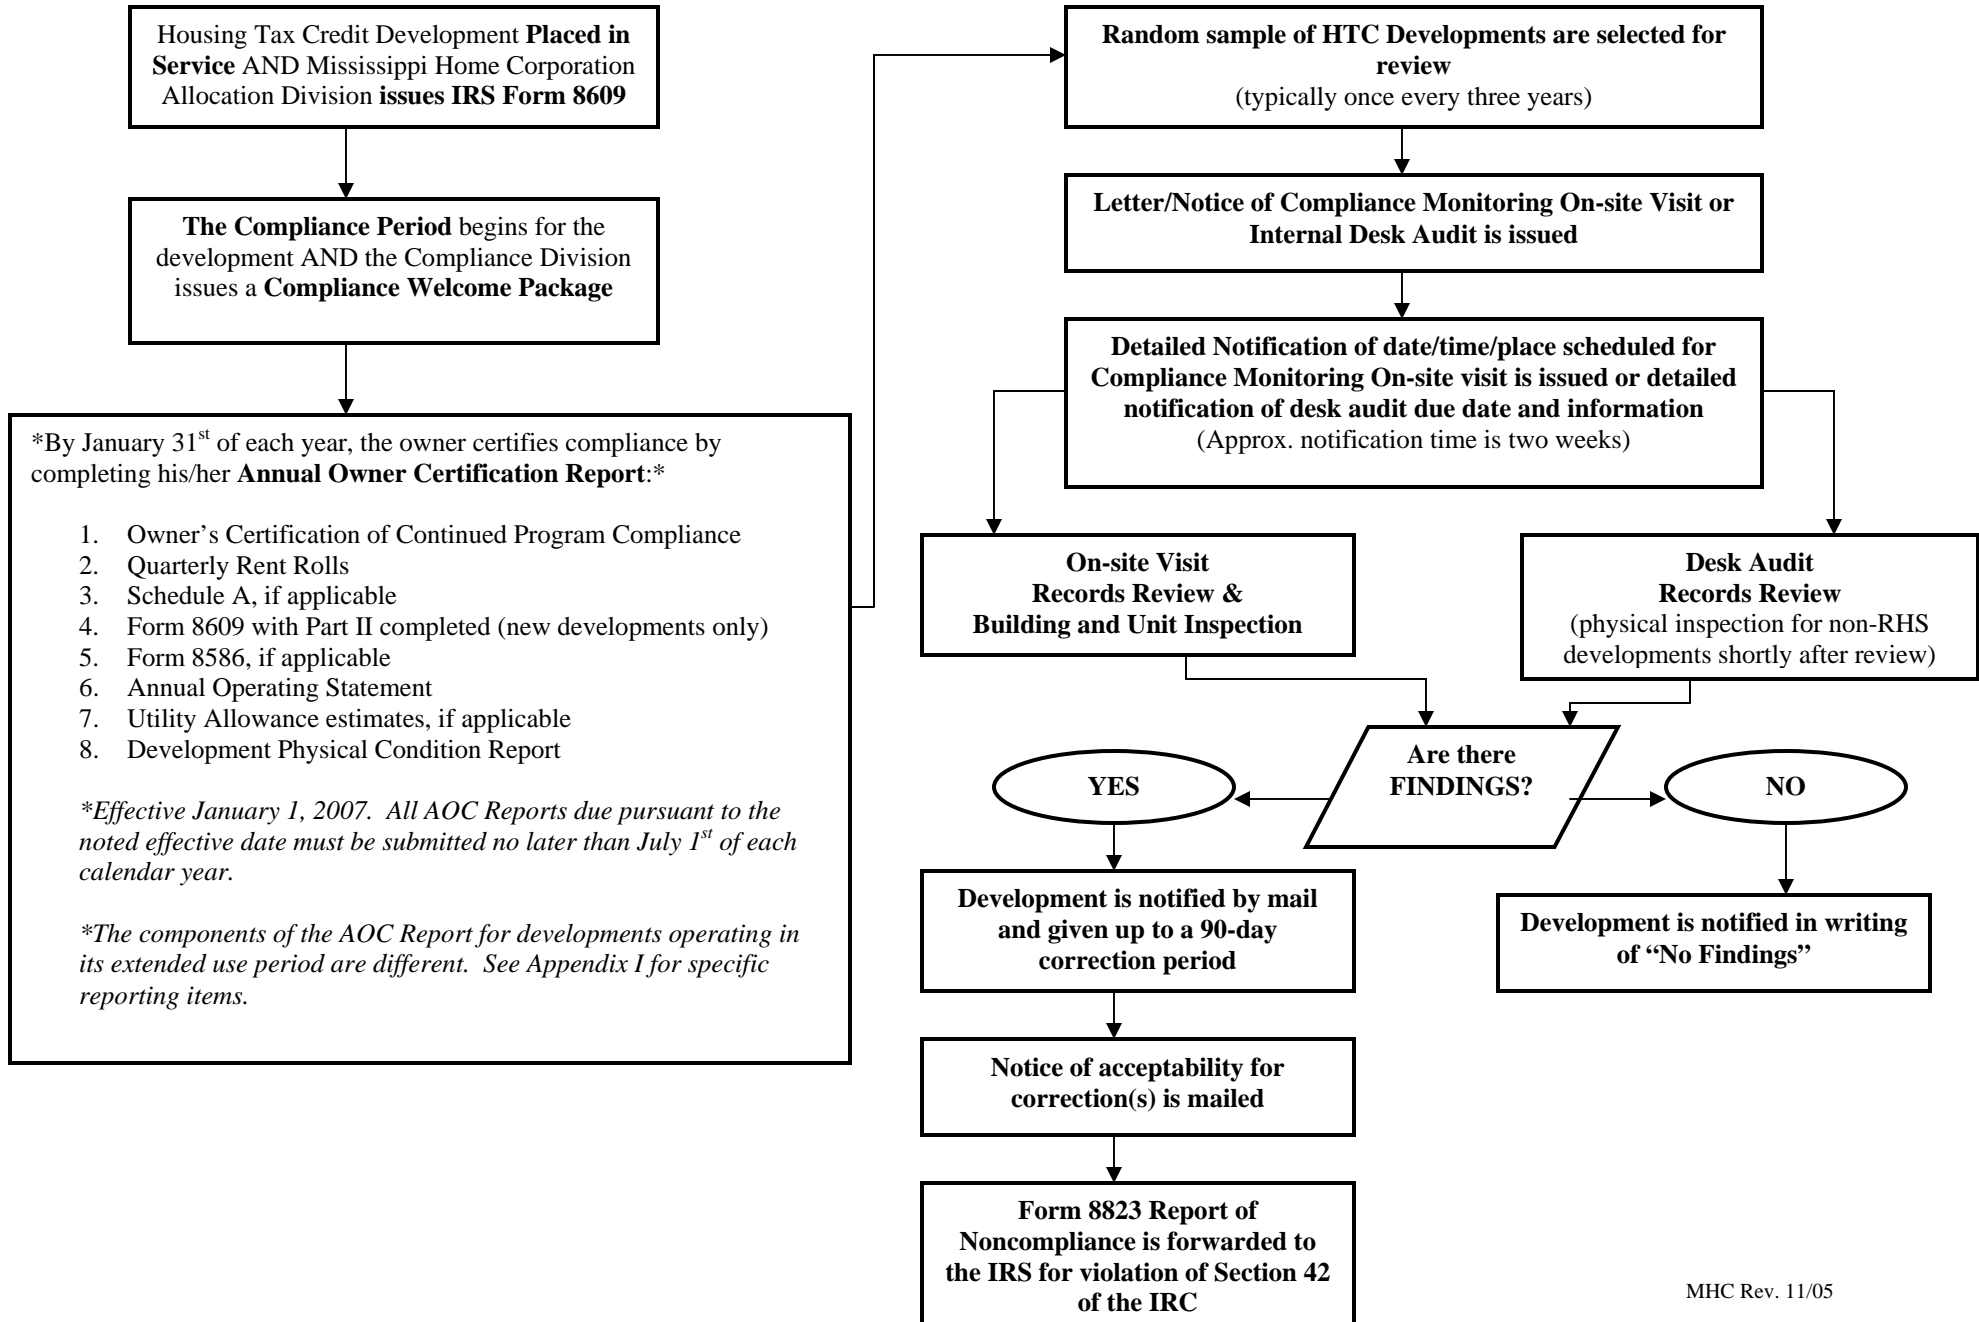 Housing Tax Credit Development Placed in
Service AND Mississippi Home Corporation
Allocation Division issues IRS Form 8609
The Compliance Period begins for the
development AND the Compliance Division
issues a Compliance Welcome Package
*By January 31st of each year, the owner certifies compliance by
completing his/her Annual Owner Certification Report:*
1. Owner’s Certification of Continued Program Compliance
2. Quarterly Rent Rolls
3. Schedule A, if applicable
4. Form 8609 with Part II completed (new developments only)
5. Form 8586, if applicable
6. Annual Operating Statement
7. Utility Allowance estimates, if applicable
8. Development Physical Condition Report
*Effective January 1, 2007. All AOC Reports due pursuant to the
noted effective date must be submitted no later than July 1st of each
calendar year.
*The components of the AOC Report for developments operating in
its extended use period are different. See Appendix I for specific
reporting items.
Random sample of HTC Developments are selected for
review
(typically once every three years)
Letter/Notice of Compliance Monitoring On-site Visit or
Internal Desk Audit is issued
Detailed Notification of date/time/place scheduled for
Compliance Monitoring On-site visit is issued or detailed
notification of desk audit due date and information
(Approx. notification time is two weeks)
On-site Visit
Records Review &
Building and Unit Inspection
Desk Audit
Records Review
(physical inspection for non-RHS
developments shortly after review)
Are there
FINDINGS?
YES
NO
Development is notified by mail
and given up to a 90-day
correction period
Development is notified in writing
of “No Findings”
Notice of acceptability for
correction(s) is mailed
Form 8823 Report of
Noncompliance is forwarded to
the IRS for violation of Section 42
of the IRC
MHC Rev. 11/05